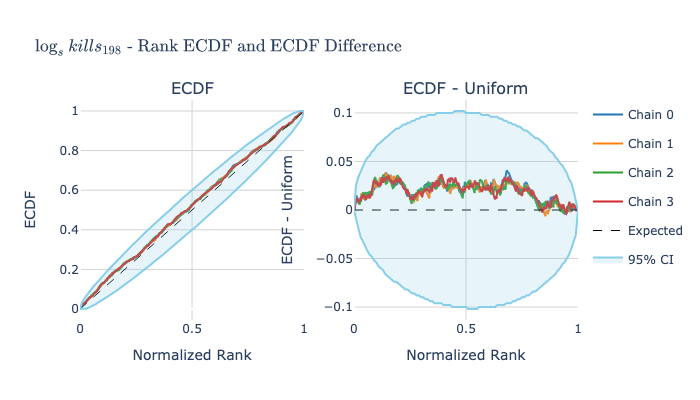 log_s kills_198 - Rank ECDF and ECDF Difference
ECDF
ECDF
1
0.8
0.6
0.4
0.2
0
0
0.5
1
Normalized Rank
ECDF - Uniform
ECDF - Uniform
0.1
0.05
0
−0.05
−0.1
0
0.5
1
Normalized Rank
Chain 0
Chain 1
Chain 2
Chain 3
Expected
95% CI